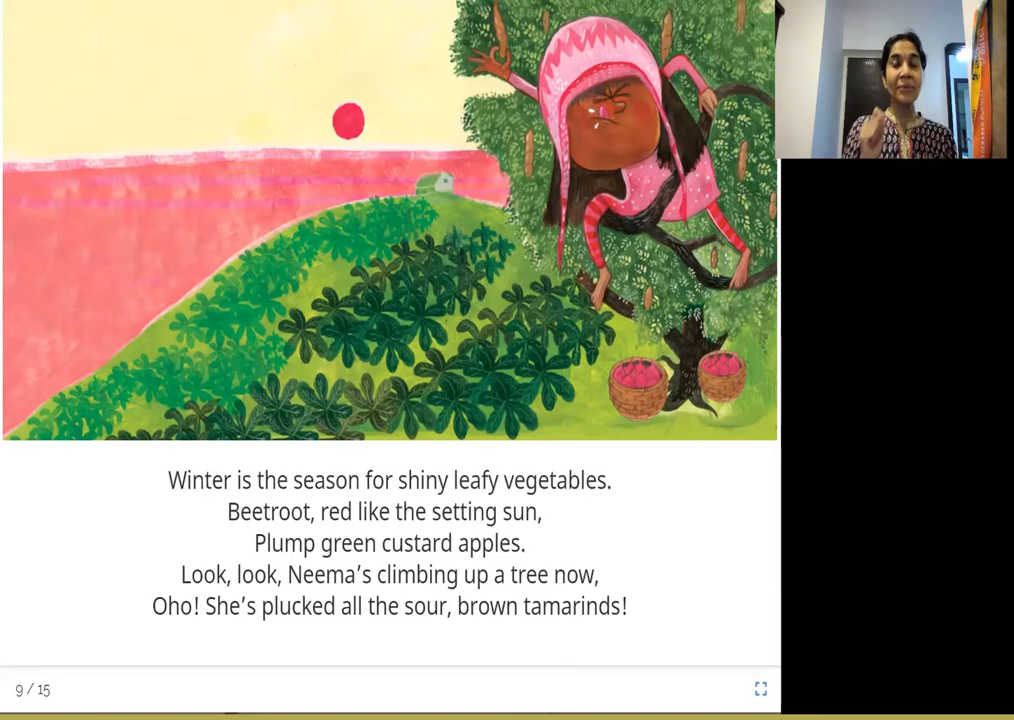 Winter is the season for shiny leafy vegetables.
Beetroot, red like the setting sun,
Plump green custard apples.
Look, look, Neema’s climbing up a tree now,
Oho! She’s plucked all the sour, brown tamarinds!
9 / 15